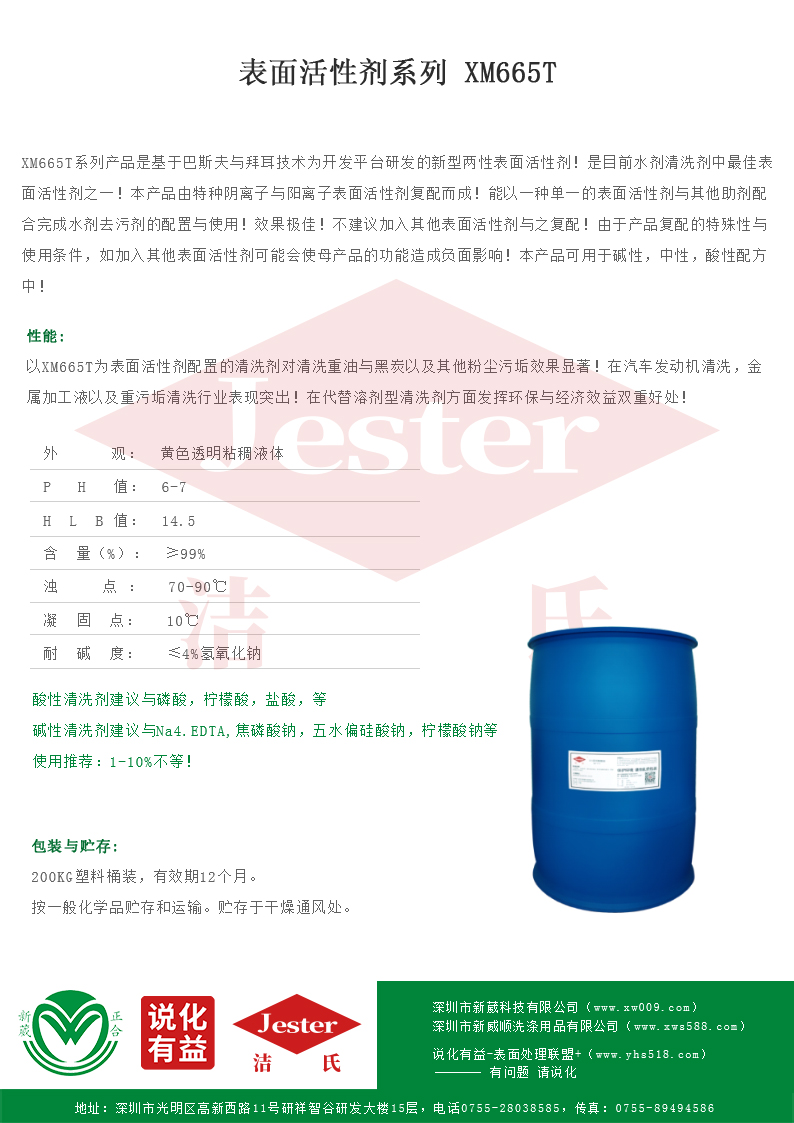 表面活性剂系列 XM665T
XM665T系列产品是基于巴斯夫与拜耳技术为开发平台研发的新型两性表面活性剂！是目前水剂清洗剂中最佳表
面活性剂之一！本产品由特种阴离子与阳离子表面活性剂复配而成！能以一种单一的表面活性剂与其他助剂配
合完成水剂去污剂的配置与使用！效果极佳！不建议加入其他表面活性剂与之复配！由于产品复配的特殊性与
使用条件，如加入其他表面活性剂可能会使母产品的功能造成负面影响！本产品可用于碱性，中性，酸性配方
中！
性能：
以XM665T为表面活性剂配置的清洗剂对清洗重油与黑炭以及其他粉尘污垢效果显著！在汽车发动机清洗，金
属加工液以及重污垢清洗行业表现突出！在代替溶剂型清洗剂方面发挥环保与经济效益双重好处！
Jester
外 观： 黄色透明粘稠液体
P H 值： 6-7
H L B 值： 14.5
含 量（%）： ≥99%
浊 点 ： 70-90℃
凝 固 点： 10℃
耐 碱 度： ≤4%氢氧化钠
洁 氏
酸性清洗剂建议与磷酸，柠檬酸，盐酸，等
碱性清洗剂建议与Na4.EDTA,焦磷酸钠，五水偏硅酸钠，柠檬酸钠等
使用推荐：1-10%不等！
包装与贮存：
200KG塑料桶装，有效期12个月。
按一般化学品贮存和运输。贮存于干燥通风处。
新葳 正合
说化
有益
Jester
洁 氏
深圳市新葳科技有限公司（www.xw009.com）
深圳市新威顺洗涤用品有限公司（www.xws588.com）
说化有益-表面处理联盟+（www.yhs518.com）
——— 有问题 请说化
地址：深圳市光明区高新西路11号研祥智谷研发大楼15层，电话0755-28038585，传真：0755-89494586